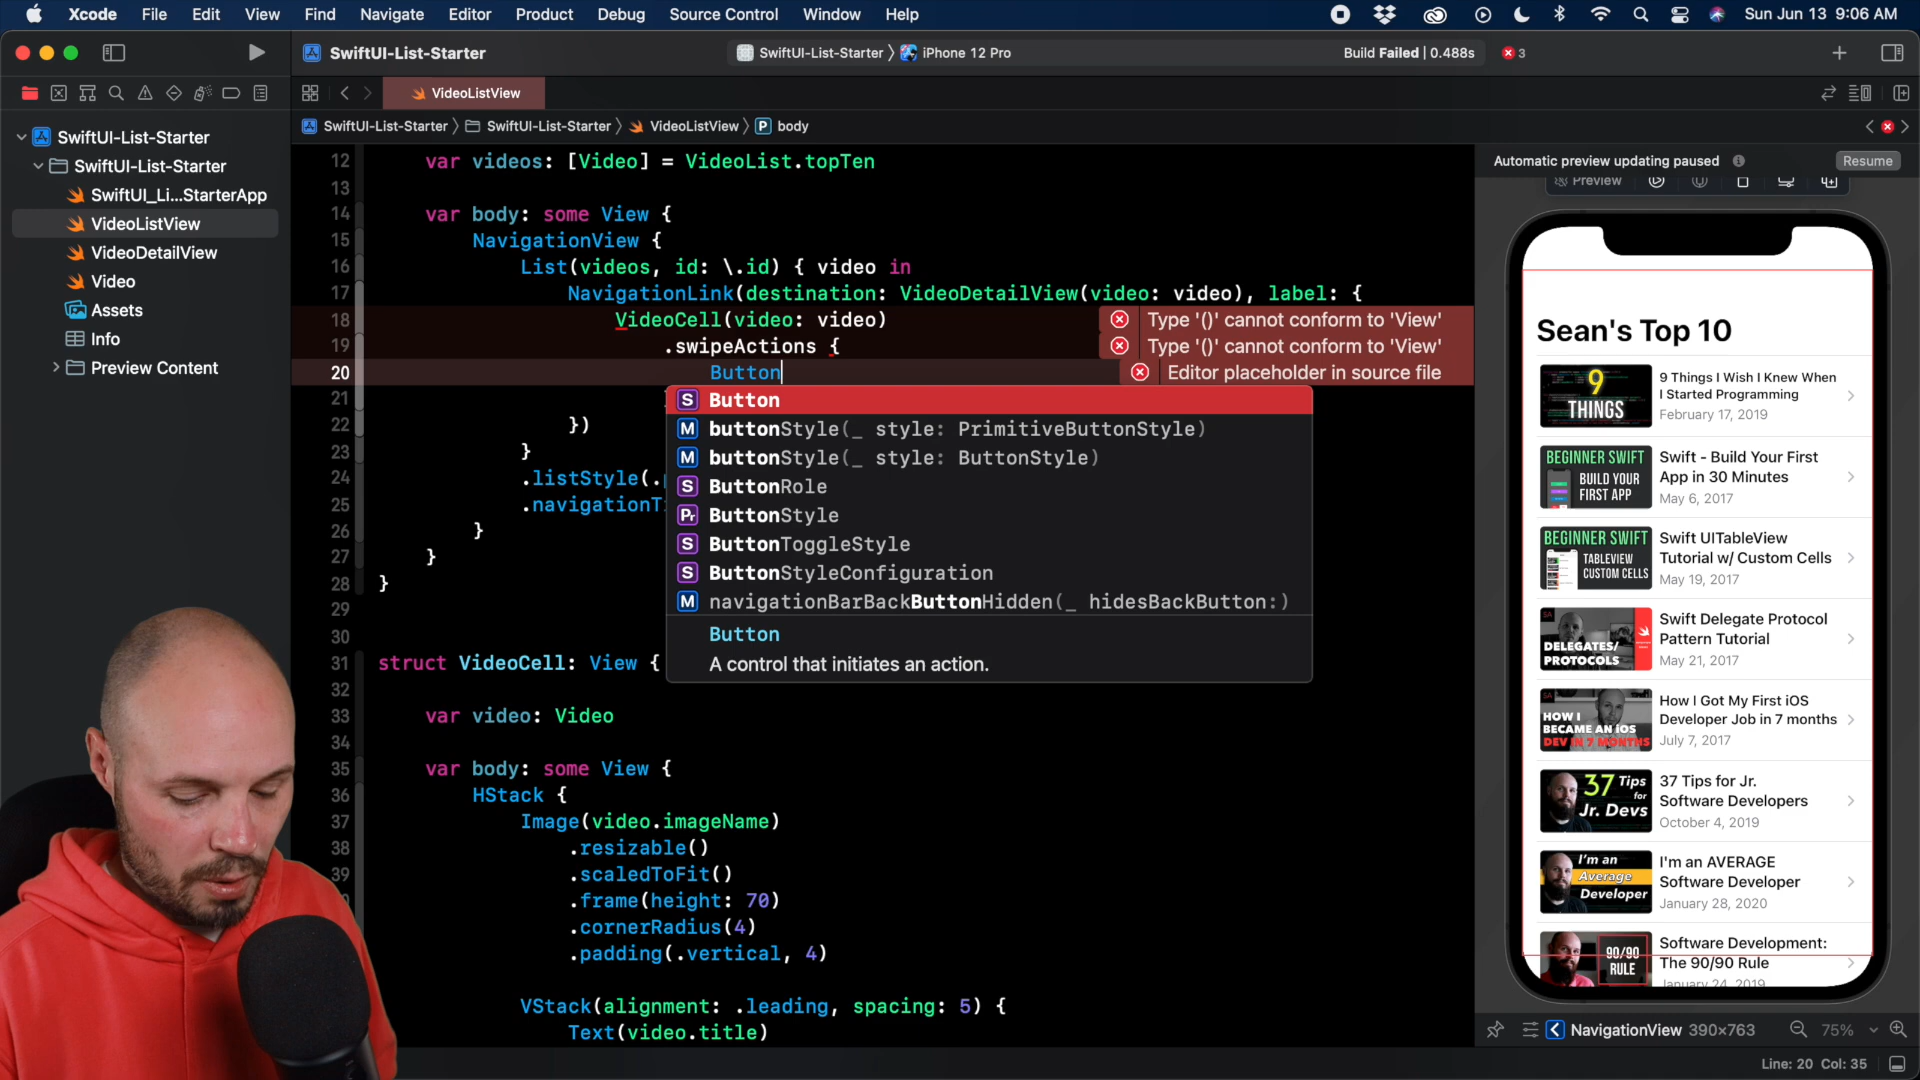 Xcode File Edit View Find Navigate Editor Product Debug Source Control Window Help Sun Jun 13 9:06 AM
SwiftUI-List-Starter SwiftUI-List-Starter iPhone 12 Pro Build Failed | 0.488s 3
VideoListView
SwiftUI-List-Starter SwiftUI-List-Starter VideoListView P body
SwiftUI-List-Starter
SwiftUI-List-Starter
SwiftUI_Li...StarterApp
VideoListView
VideoDetailView
Video
Assets
Info
Preview Content
12 var videos: [Video] = VideoList.topTen
13
14 var body: some View {
15 NavigationView {
16 List(videos, id: \.id) { video in
17 NavigationLink(destination: VideoDetailView(video: video), label: {
18 VideoCell(video: video) Type '()' cannot conform to 'View'
19 .swipeActions { Type '()' cannot conform to 'View'
20 Button Editor placeholder in source file
21
22 })
23 }
24 .listStyle(.
25 .navigationT
26 }
27 }
28 }
29
30
31 struct VideoCell: View {
32
33 var video: Video
34
35 var body: some View {
36 HStack {
37 Image(video.imageName)
38 .resizable()
39 .scaledToFit()
.frame(height: 70)
.cornerRadius(4)
.padding(.vertical, 4)
VStack(alignment: .leading, spacing: 5) {
Text(video.title)
S Button
M buttonStyle(_ style: PrimitiveButtonStyle)
M buttonStyle(_ style: ButtonStyle)
S ButtonRole
Pr ButtonStyle
S ButtonToggleStyle
S ButtonStyleConfiguration
M navigationBarBackButtonHidden(_ hidesBackButton:)
Button
A control that initiates an action.
Automatic preview updating paused Resume
Preview
Sean's Top 10
9
THINGS
9 Things I Wish I Knew When
I Started Programming
February 17, 2019
BEGINNER SWIFT
BUILD YOUR
FIRST APP
Swift - Build Your First
App in 30 Minutes
May 6, 2017
BEGINNER SWIFT
TABLEVIEW
CUSTOM CELLS
Swift UITableView
Tutorial w/ Custom Cells
May 19, 2017
SA
DELEGATES/
PROTOCOLS
Swift Delegate Protocol
Pattern Tutorial
May 21, 2017
SA
HOW I
BECAME AN iOS
DEV IN 7 MONTHS
How I Got My First iOS
Developer Job in 7 months
July 7, 2017
37 Tips
for
Jr. Devs
37 Tips for Jr.
Software Developers
October 4, 2019
I'm an
Average
Developer
I'm an AVERAGE
Software Developer
January 28, 2020
90/90
RULE
Software Development:
The 90/90 Rule
January 24, 2019
NavigationView 390×763 75%
Line: 20 Col: 35